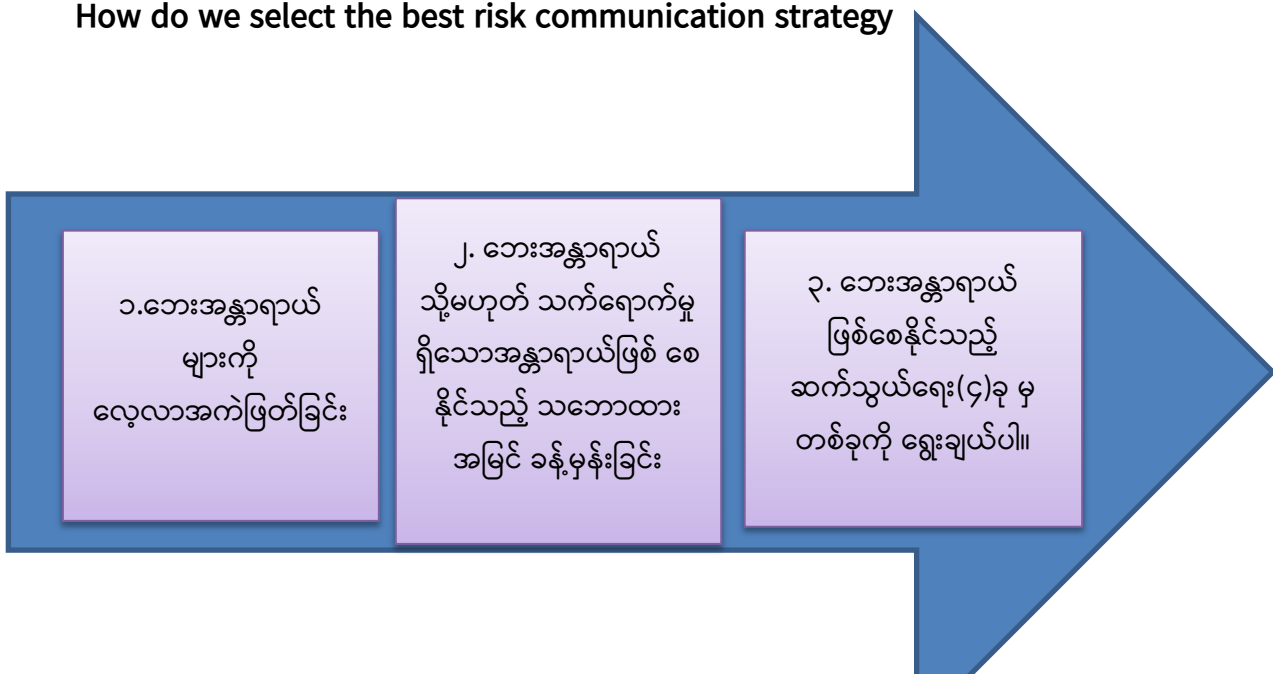 How do we select the best risk communication strategy
၁.ဘေးအန္တာရာယ်
များကို
လေ့လာအကဲဖြတ်ခြင်း
၂. ဘေးအန္တာရာယ်
သို့မဟုတ် သက်ရောက်မှု
ရှိသောအန္တာရာယ်ဖြစ် စေ
နိုင်သည့် သဘောထား
အမြင် ခန့်မှန်းခြင်း
၃. ဘေးအန္တာရာယ်
ဖြစ်စေနိုင်သည့်
ဆက်သွယ်ရေး(၄)ခု မှ
တစ်ခုကို ရွေးချယ်ပါ။